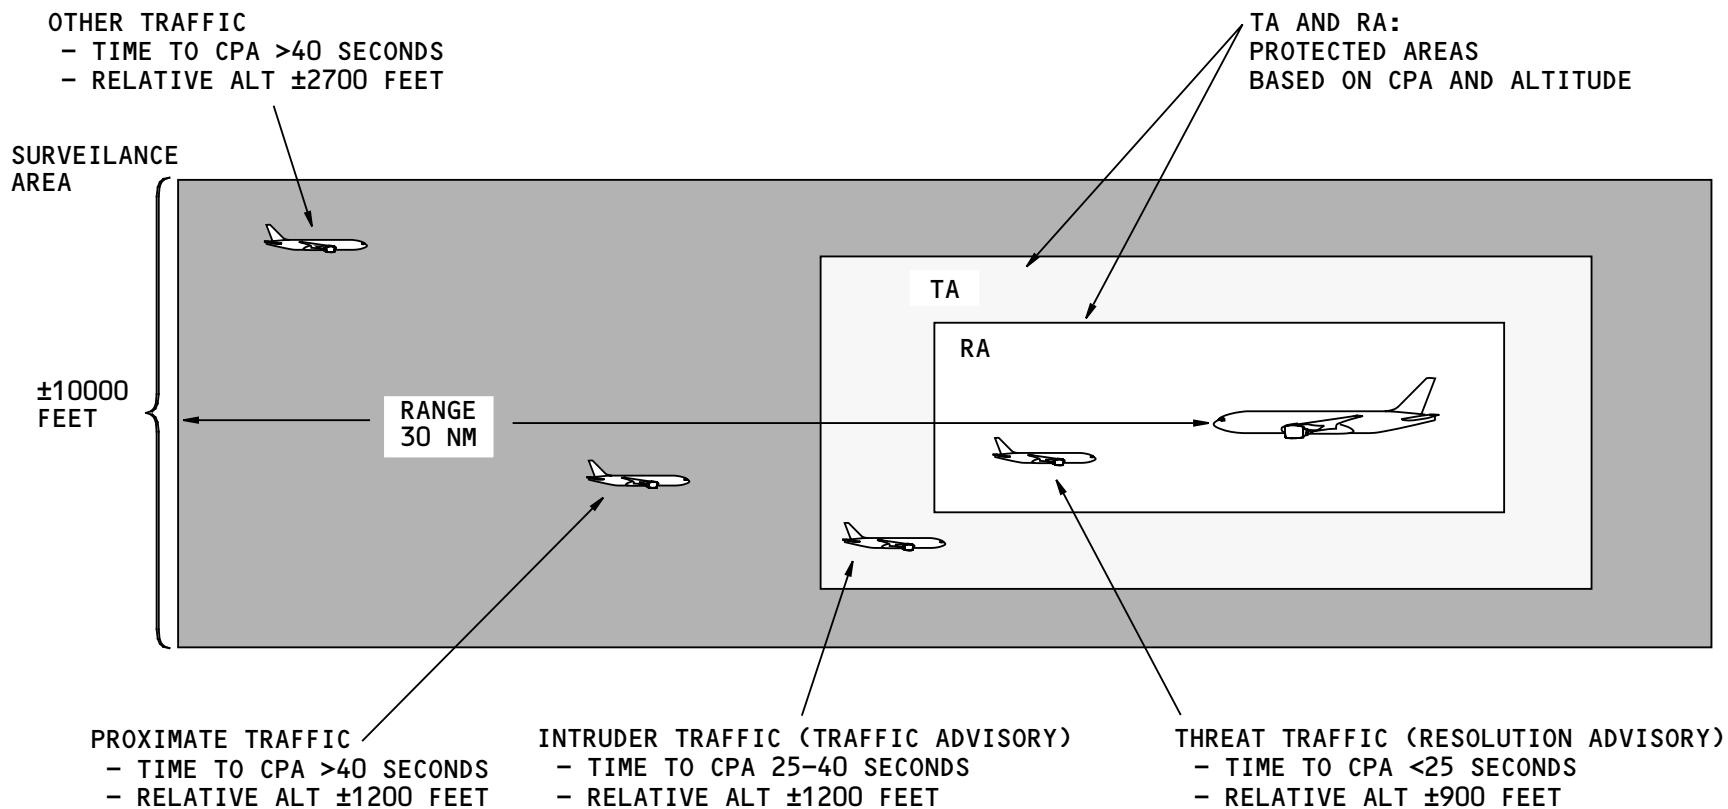 OTHER TRAFFIC
– TIME TO CPA >40 SECONDS
– RELATIVE ALT ±2700 FEET
TA AND RA:
PROTECTED AREAS
BASED ON CPA AND ALTITUDE
SURVEILANCE
AREA
TA
RA
±10000
FEET
RANGE
30 NM
PROXIMATE TRAFFIC
– TIME TO CPA >40 SECONDS
– RELATIVE ALT ±1200 FEET
INTRUDER TRAFFIC (TRAFFIC ADVISORY)
– TIME TO CPA 25–40 SECONDS
– RELATIVE ALT ±1200 FEET
THREAT TRAFFIC (RESOLUTION ADVISORY)
– TIME TO CPA <25 SECONDS
– RELATIVE ALT ±900 FEET